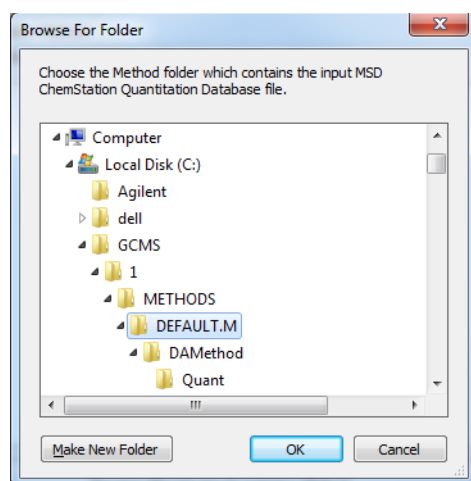 Browse For Folder
Choose the Method folder which contains the input MSD
ChemStation Quantitation Database file.
Computer
Local Disk (C:)
Agilent
dell
GCMS
1
METHODS
DEFAULT.M
DAMethod
Quant
Make New Folder
OK
Cancel